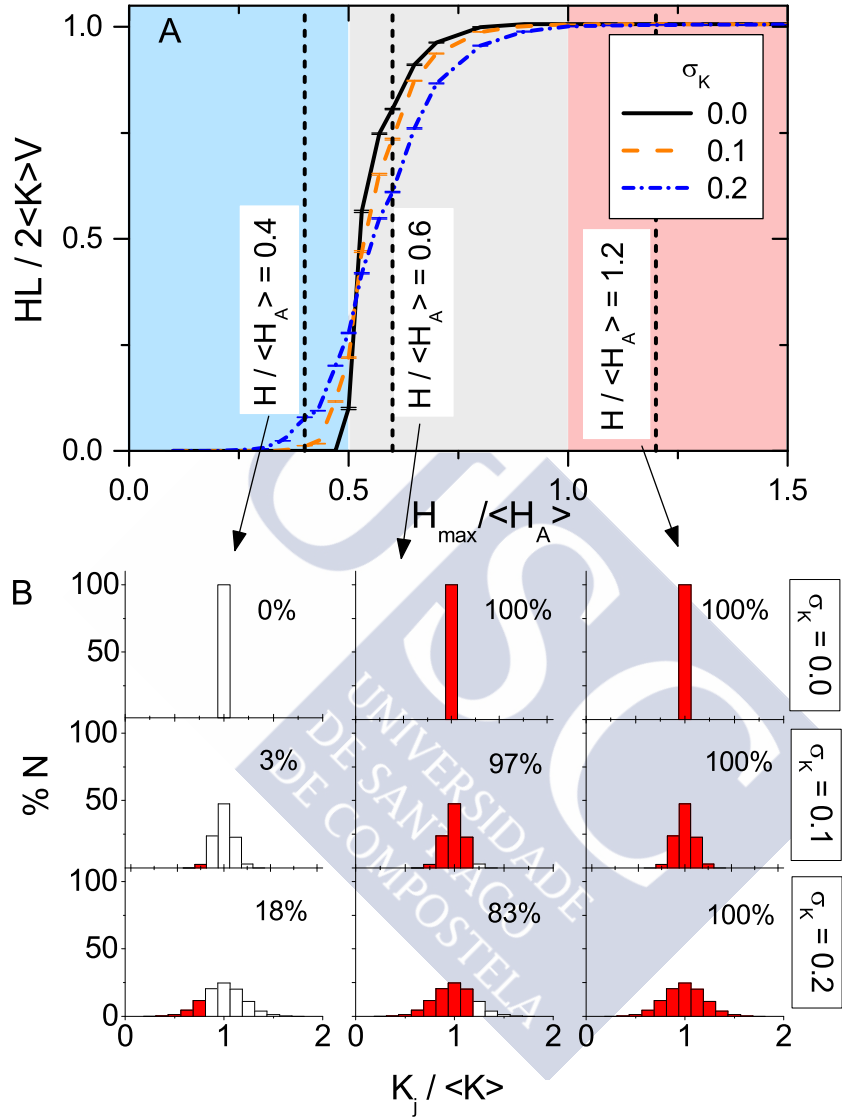 A
σK
0.0
0.1
0.2
HL / 2<K>V
1.0
0.5
0.0
H / <HA> = 0.4
H / <HA> = 0.6
H / <HA> = 1.2
0.0
0.5
1.0
1.5
Hmax/<HA>
B
100
50
0%
100%
100%
σK = 0.0
100
50
3%
97%
100%
σK = 0.1
% N
100
50
0
18%
83%
100%
σK = 0.2
0
1
2
0
1
2
0
1
2
Kj / <K>
USC
UNIVERSIDADE
DE SANTIAGO
DE COMPOSTELA